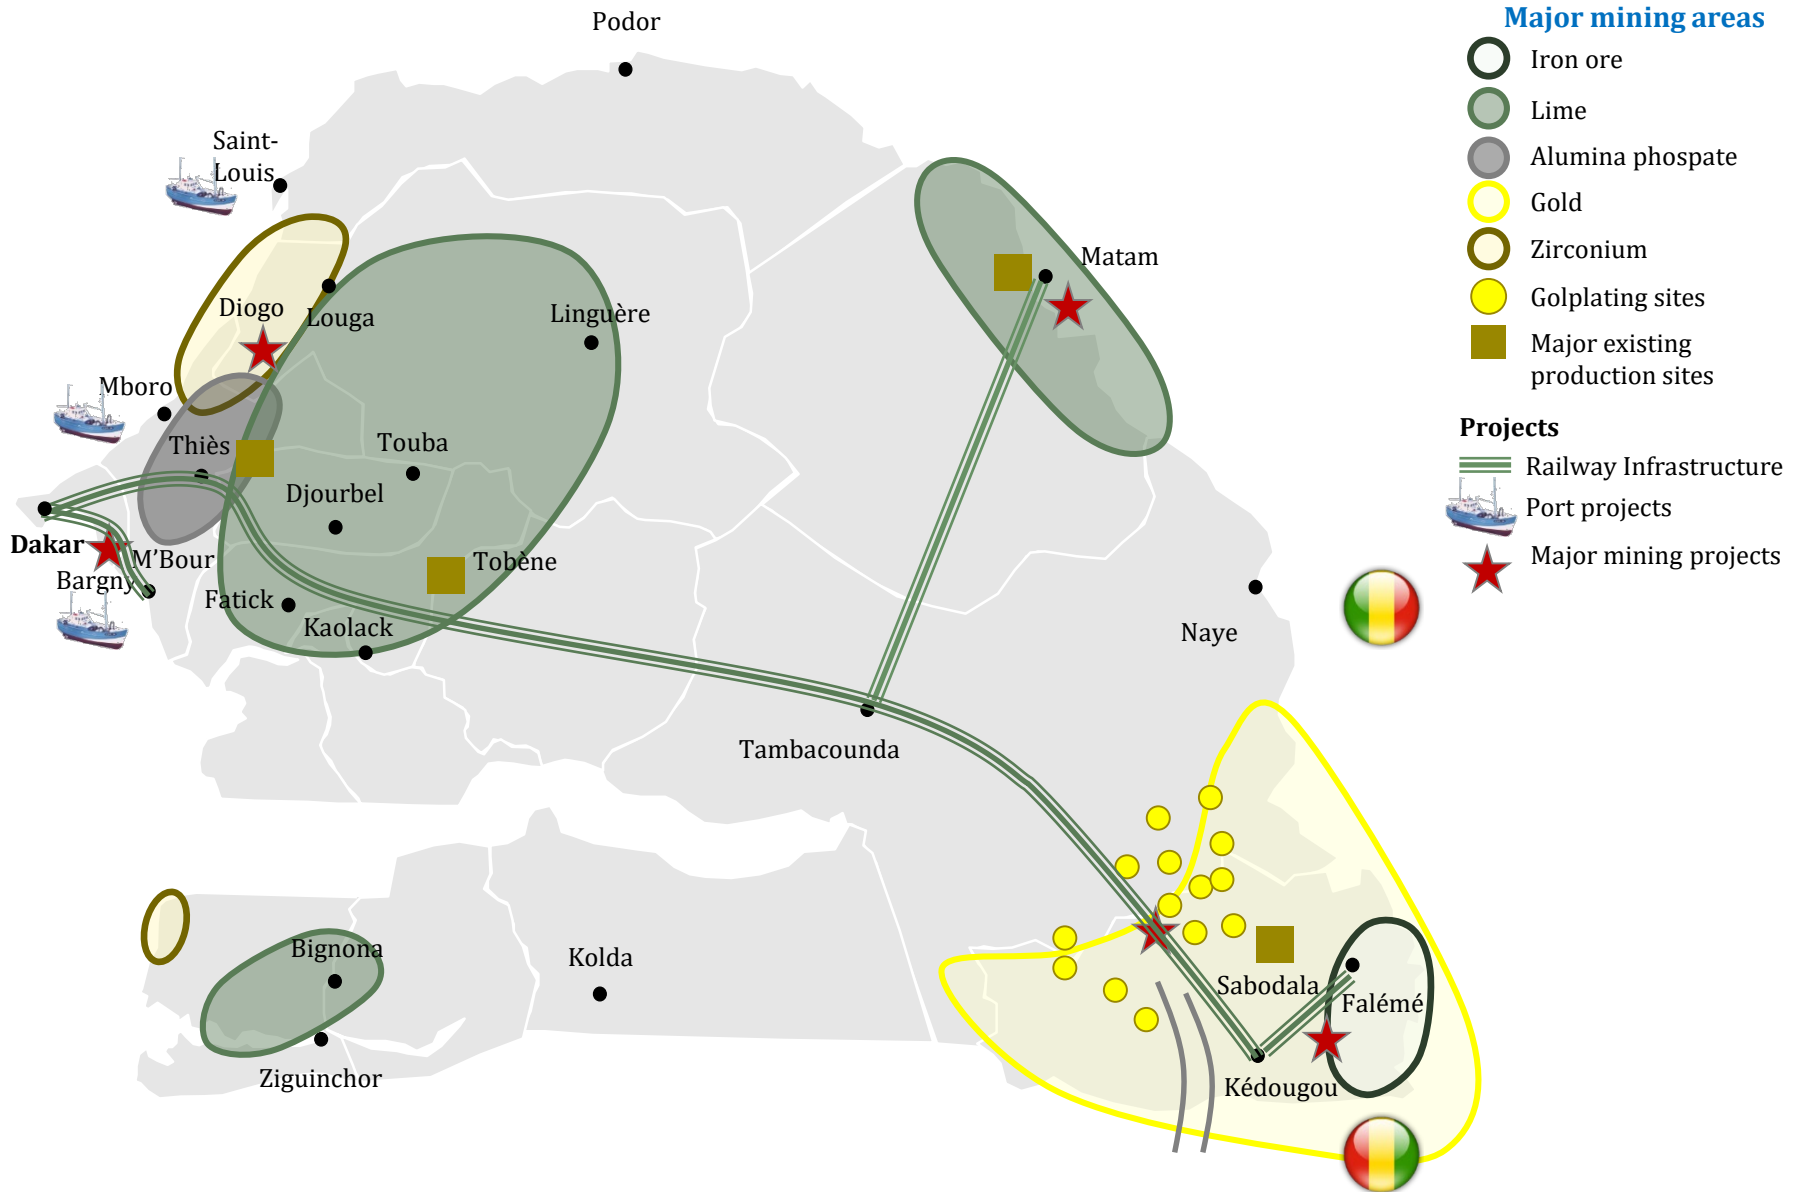 Podor
Saint-
Louis
Diogo
Louga
Linguère
Matam
Mboro
Thiès
Touba
Djourbel
Dakar
M'Bour
Bargny
Tobène
Fatick
Kaolack
Naye
Tambacounda
Bignona
Kolda
Sabodala
Falémé
Ziguinchor
Kédougou
Major mining areas
Iron ore
Lime
Alumina phospate
Gold
Zirconium
Golplating sites
Major existing
production sites
Projects
Railway Infrastructure
Port projects
Major mining projects